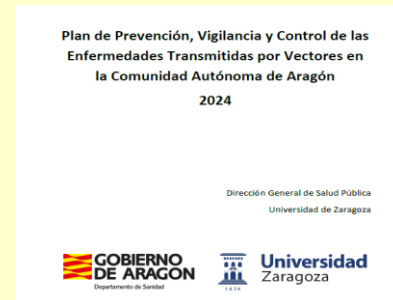 Plan de Prevención, Vigilancia y Control de las
Enfermedades Transmitidas por Vectores en
la Comunidad Autónoma de Aragón
2024
Dirección General de Salud Pública
Universidad de Zaragoza
GOBIERNO
DE ARAGON
Departamento de Sanidad
Universidad
Zaragoza
1474